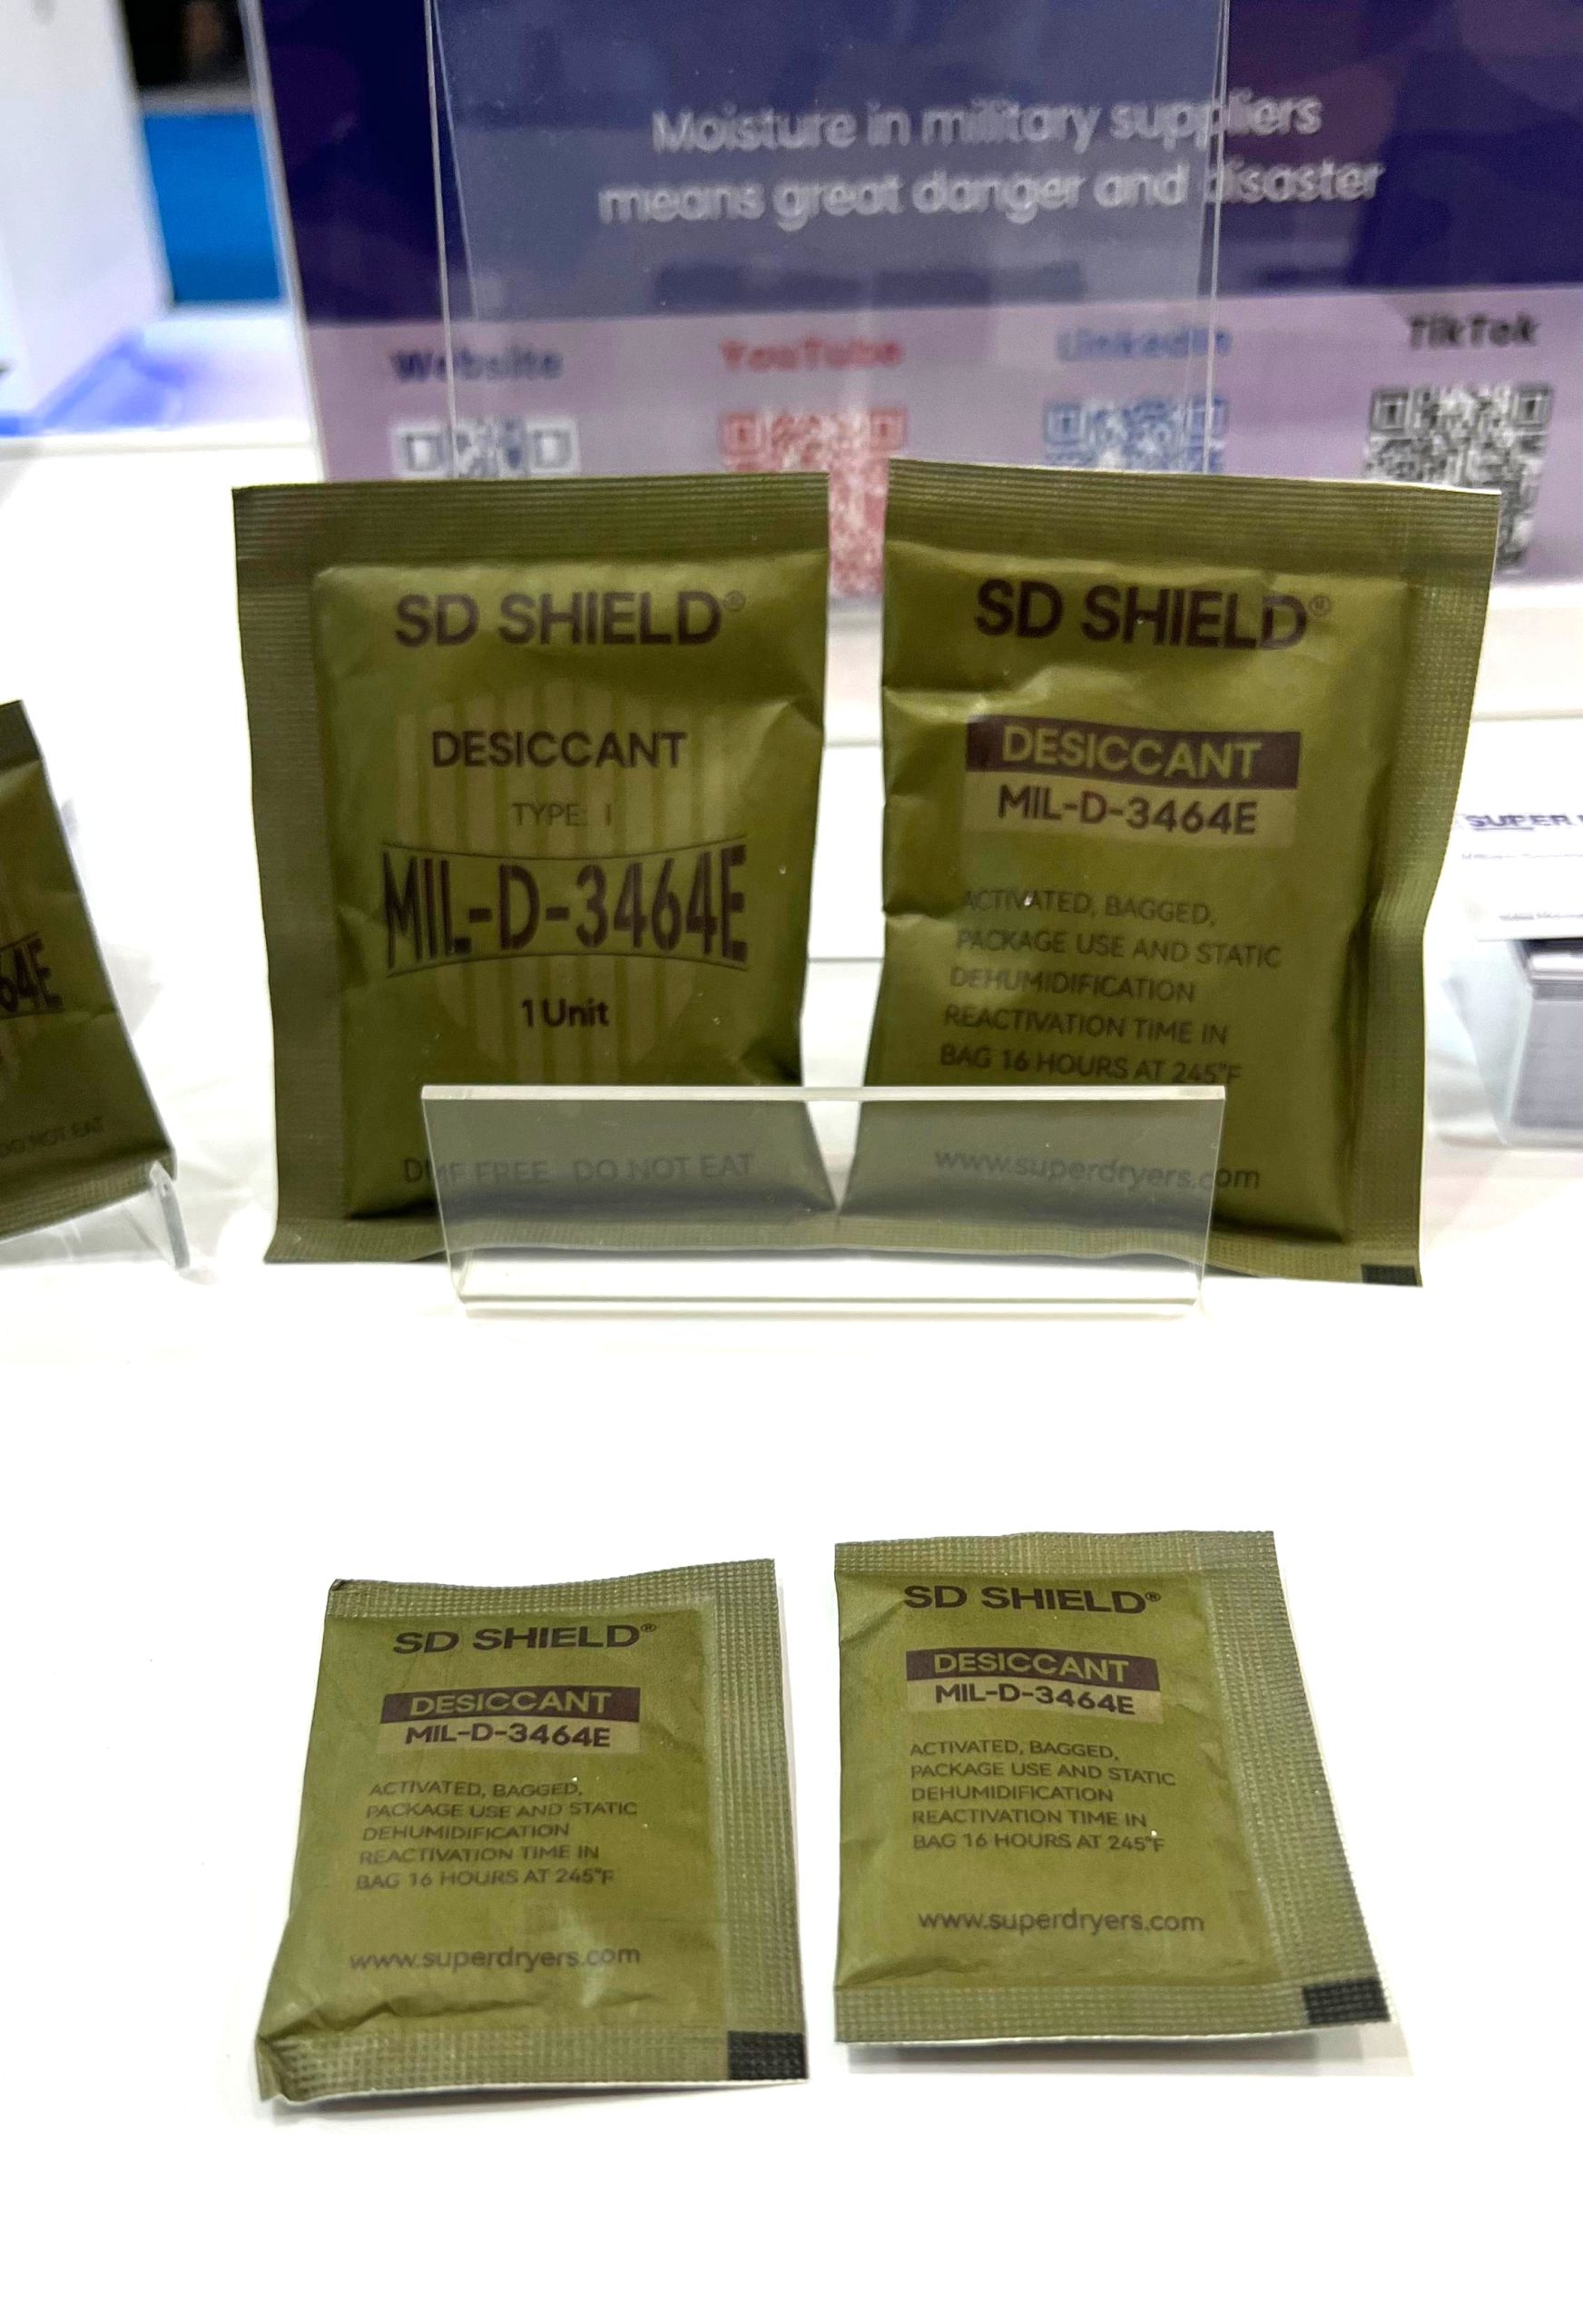 Moisture in military suppliers
means great danger and disaster
Website
YouTube
LinkedIn
TikTok
SD SHIELD®
DESICCANT
TYPE: I
MIL-D-3464E
1 Unit
DMF FREE DO NOT EAT
SD SHIELD®
DESICCANT
MIL-D-3464E
ACTIVATED, BAGGED,
PACKAGE USE AND STATIC
DEHUMIDIFICATION
REACTIVATION TIME IN
BAG 16 HOURS AT 245°F
www.superdryers.com
64E
DO NOT EAT
SUPER
SD SHIELD®
DESICCANT
MIL-D-3464E
ACTIVATED, BAGGED,
PACKAGE USE AND STATIC
DEHUMIDIFICATION
REACTIVATION TIME IN
BAG 16 HOURS AT 245°F
www.superdryers.com
SD SHIELD®
DESICCANT
MIL-D-3464E
ACTIVATED, BAGGED,
PACKAGE USE AND STATIC
DEHUMIDIFICATION
REACTIVATION TIME IN
BAG 16 HOURS AT 245°F
www.superdryers.com